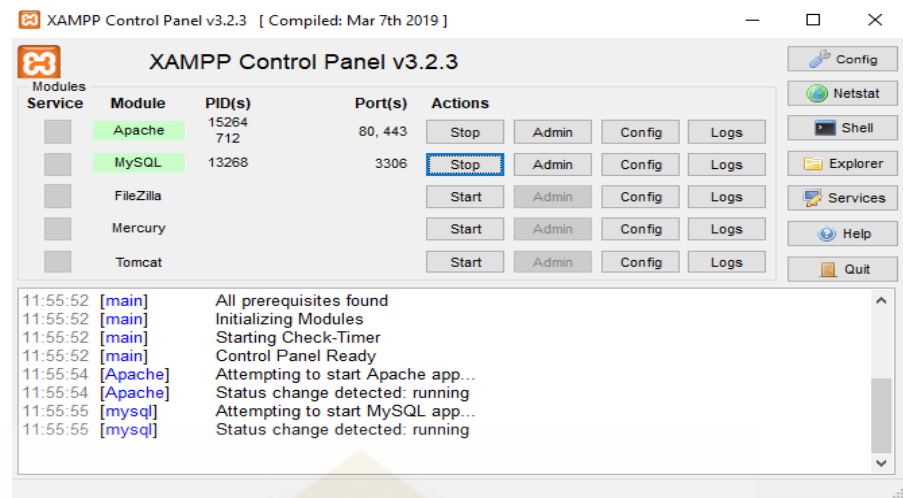 XAMPP Control Panel v3.2.3 [ Compiled: Mar 7th 2019 ]
XAMPP Control Panel v3.2.3
Config
Modules
Service Module PID(s) Port(s) Actions
Netstat
Apache 15264 712 80, 443 Stop Admin Config Logs
Shell
MySQL 13268 3306 Stop Admin Config Logs
Explorer
FileZilla Start Admin Config Logs
Services
Mercury Start Admin Config Logs
Help
Tomcat Start Admin Config Logs
Quit
11:55:52 [main] All prerequisites found
11:55:52 [main] Initializing Modules
11:55:52 [main] Starting Check-Timer
11:55:52 [main] Control Panel Ready
11:55:54 [Apache] Attempting to start Apache app...
11:55:54 [Apache] Status change detected: running
11:55:55 [mysql] Attempting to start MySQL app...
11:55:55 [mysql] Status change detected: running